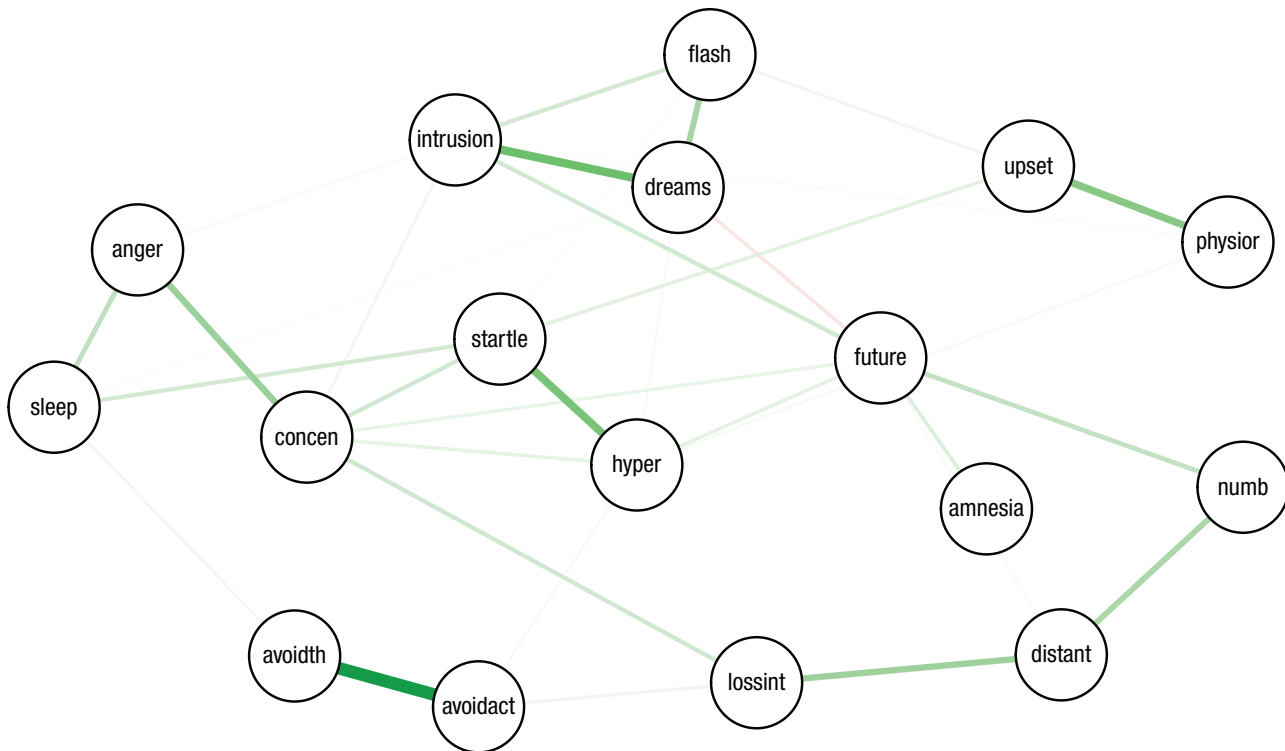 flash
intrusion
upset
dreams
physior
anger
startle
future
sleep
concen
hyper
numb
amnesia
avoidth
distant
lossint
avoidact